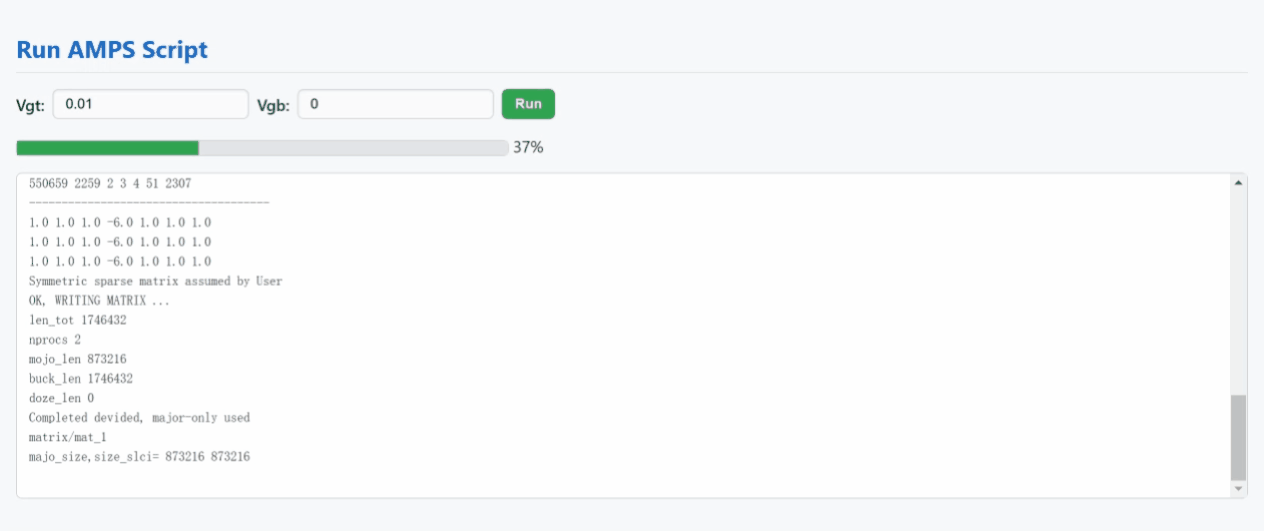 Run AMPS Script
Vgt: 0.01 Vgb: 0 Run
37%
550659 2259 2 3 4 51 2307
-------------------------------------
1.0 1.0 1.0 -6.0 1.0 1.0 1.0
1.0 1.0 1.0 -6.0 1.0 1.0 1.0
1.0 1.0 1.0 -6.0 1.0 1.0 1.0
Symmetric sparse matrix assumed by User
OK, WRITING MATRIX ...
len_tot 1746432
nprocs 2
mojo_len 873216
buck_len 1746432
doze_len 0
Completed devided, major-only used
matrix/mat_1
majo_size,size_slci= 873216 873216